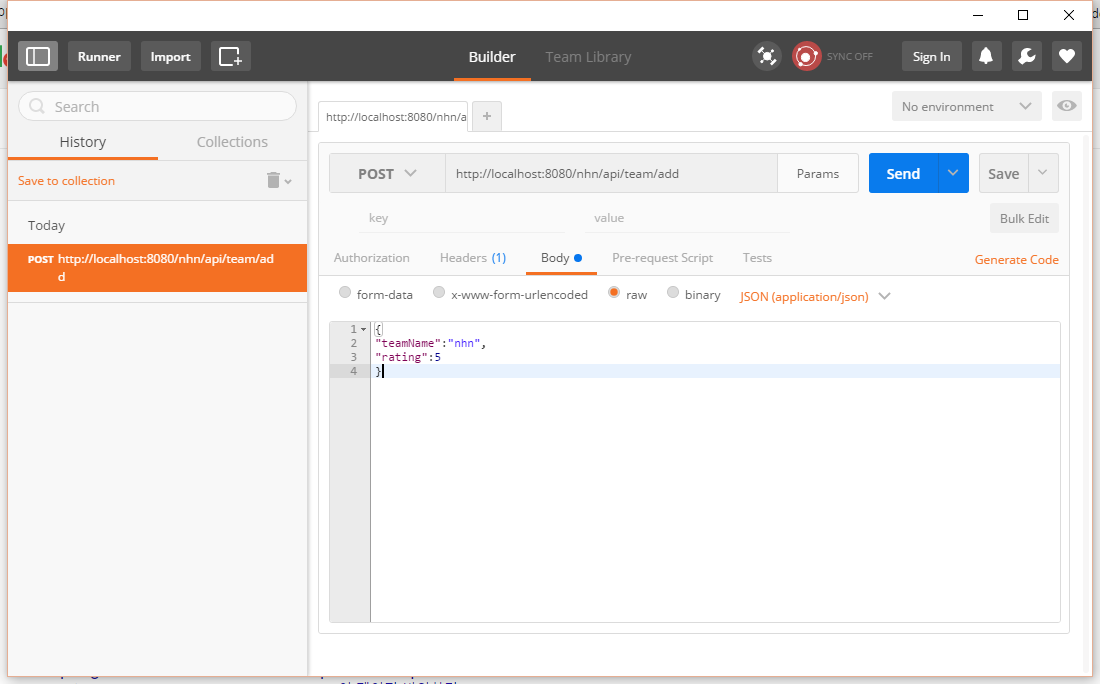 Runner
Import
Builder
Team Library
SYNC OFF
Sign In
Search
History
Collections
Save to collection
Today
POST http://localhost:8080/nhn/api/team/ad
d
http://localhost:8080/nhn/a
+
No environment
POST
http://localhost:8080/nhn/api/team/add
Params
Send
Save
key
value
Bulk Edit
Authorization
Headers (1)
Body
Pre-request Script
Tests
Generate Code
form-data
x-www-form-urlencoded
raw
binary
JSON (application/json)
1 {
2 "teamName":"nhn",
3 "rating":5
4 }